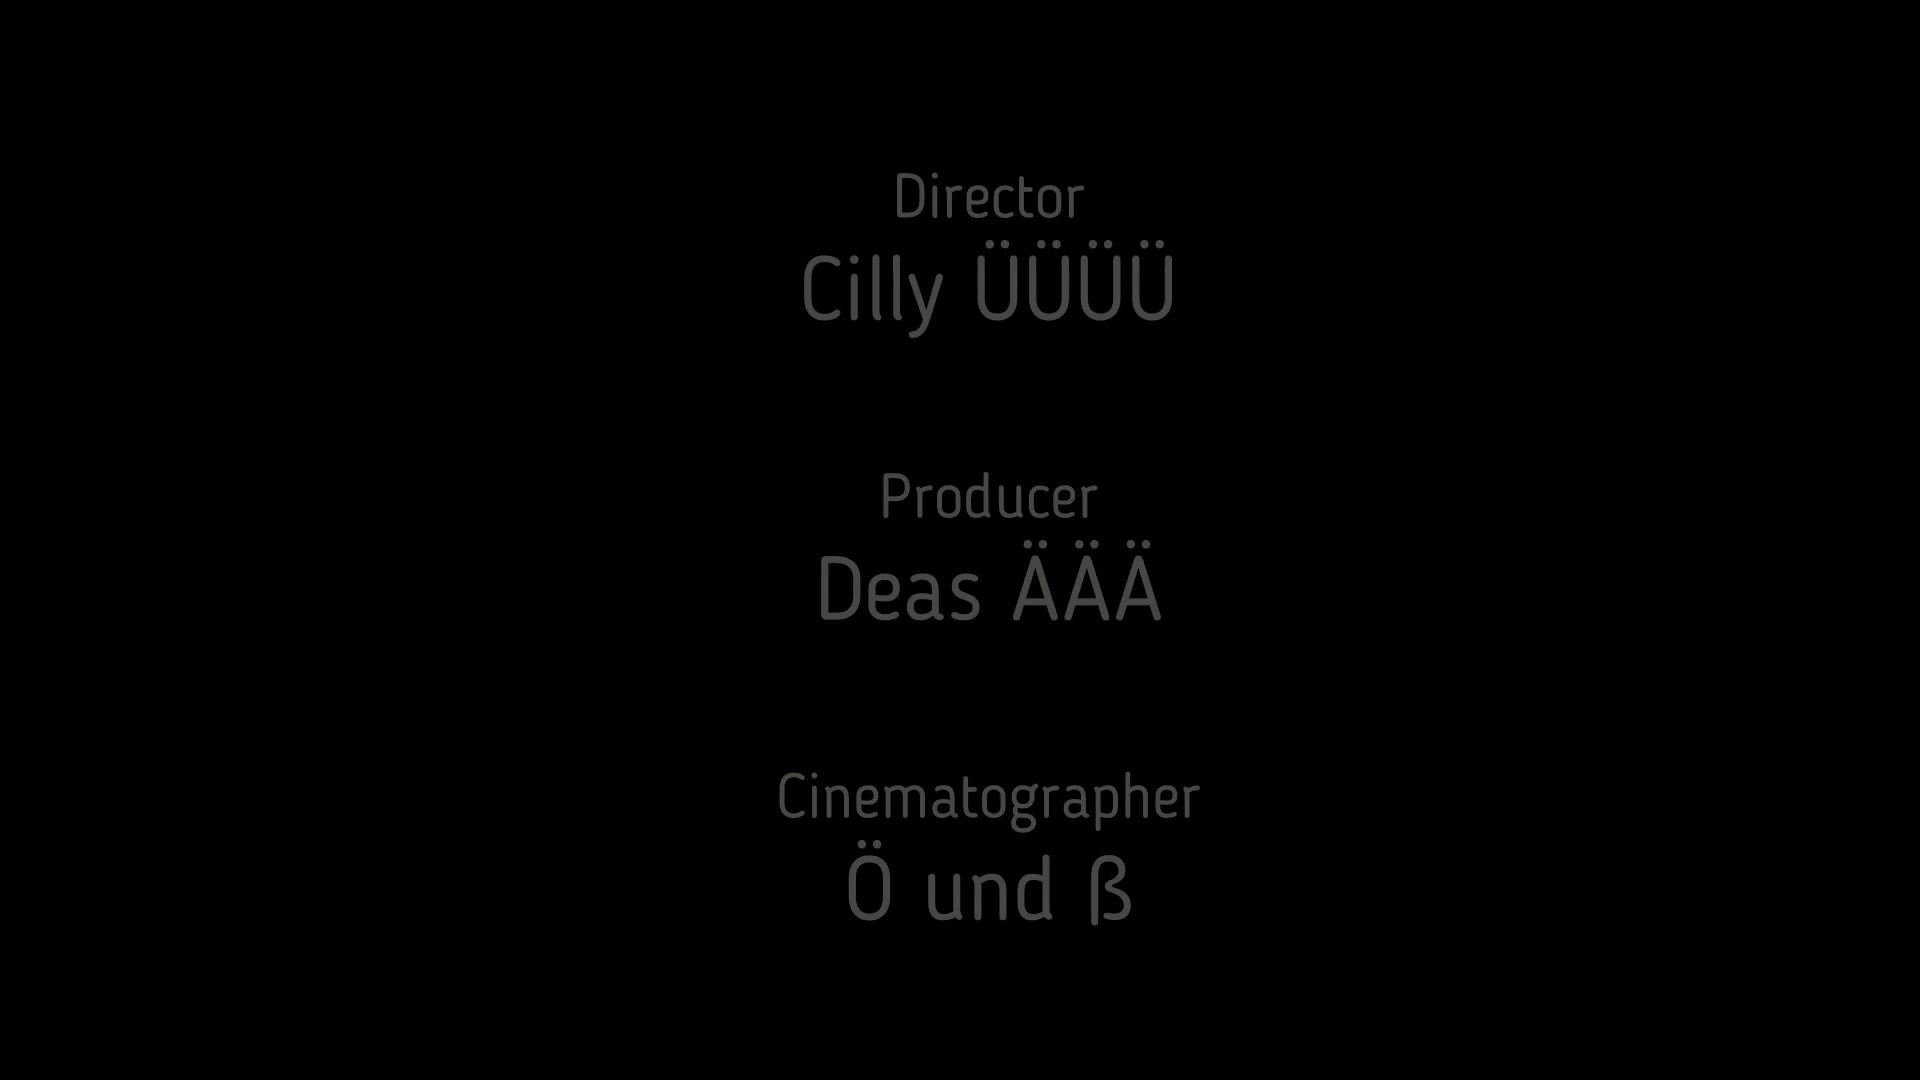 Director
Cilly ÜÜÜÜ
Producer
Deas ÄÄÄ
Cinematographer
Ö und ß